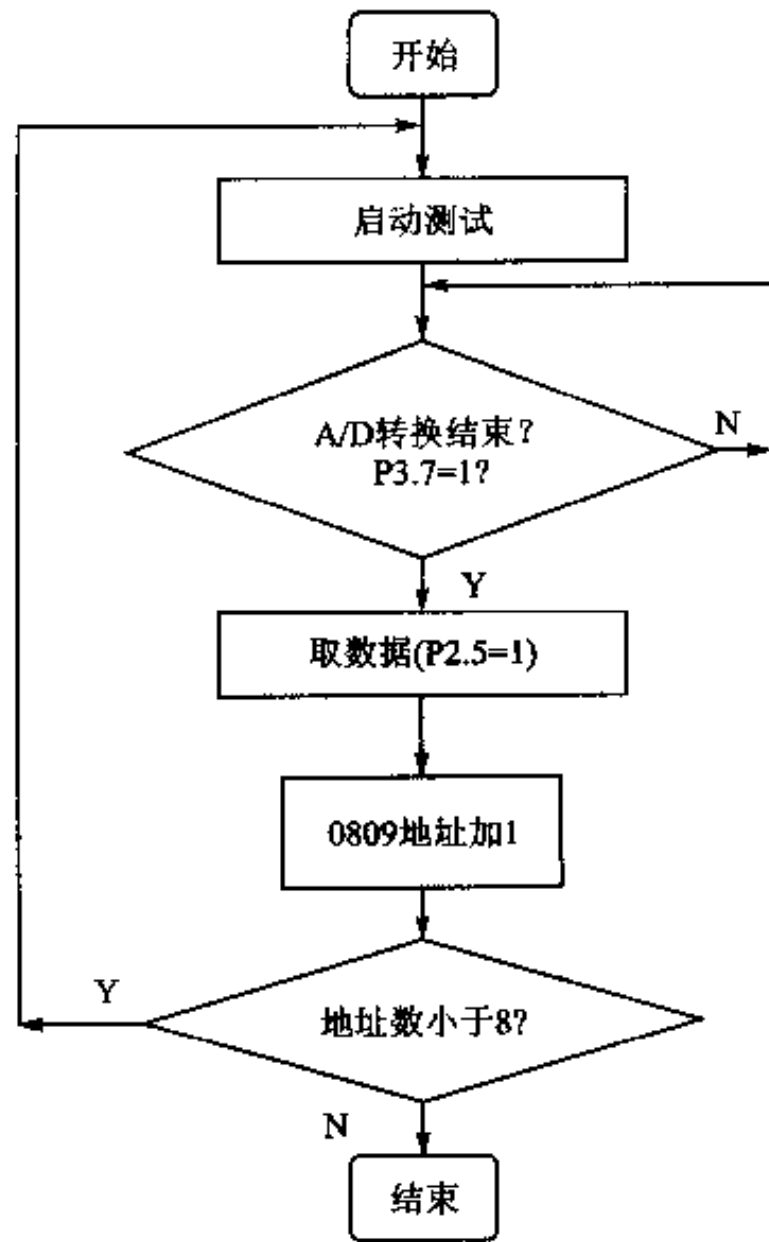 开始
启动测试
A/D转换结束?
P3.7=1?
N
Y
取数据(P2.5=1)
0809地址加1
Y
地址数小于8?
N
结束